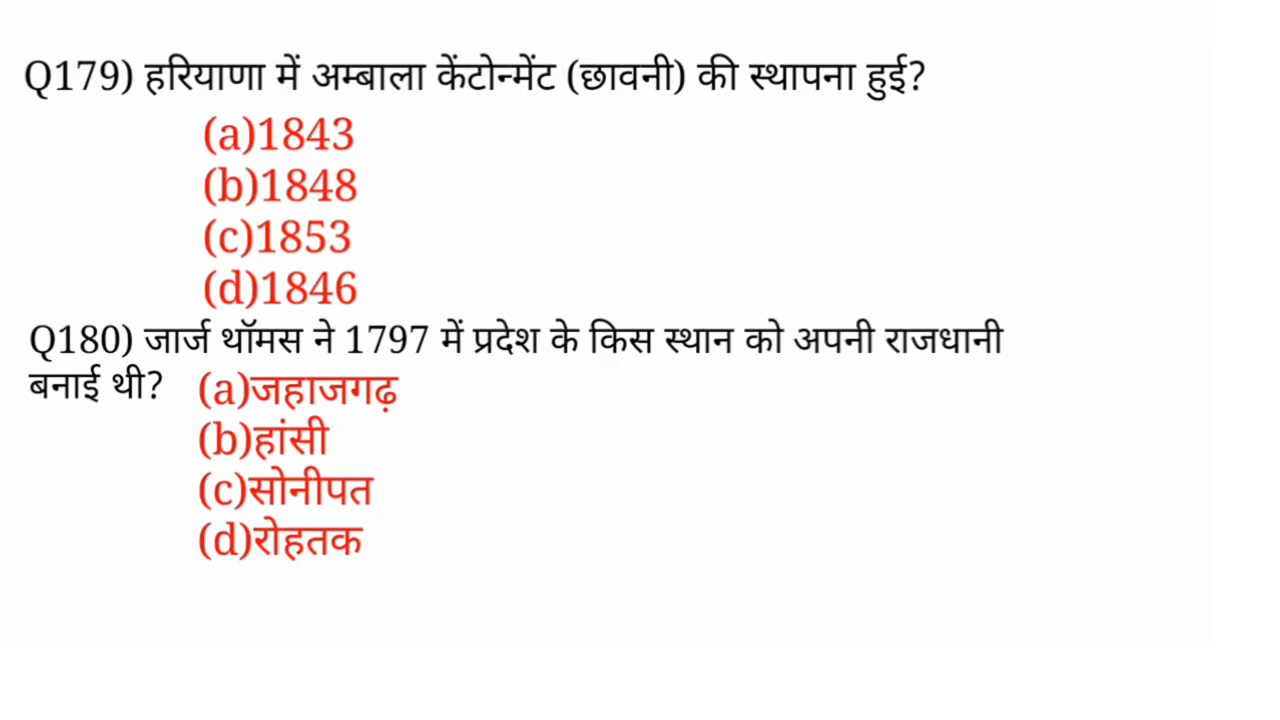 Q179) हरियाणा में अम्बाला केंटोन्मेंट (छावनी) की स्थापना हुई?
(a)1843
(b)1848
(c)1853
(d)1846
Q180) जार्ज थॉमस ने 1797 में प्रदेश के किस स्थान को अपनी राजधानी
बनाई थी? (a)जहाजगढ़
(b)हांसी
(c)सोनीपत
(d)रोहतक